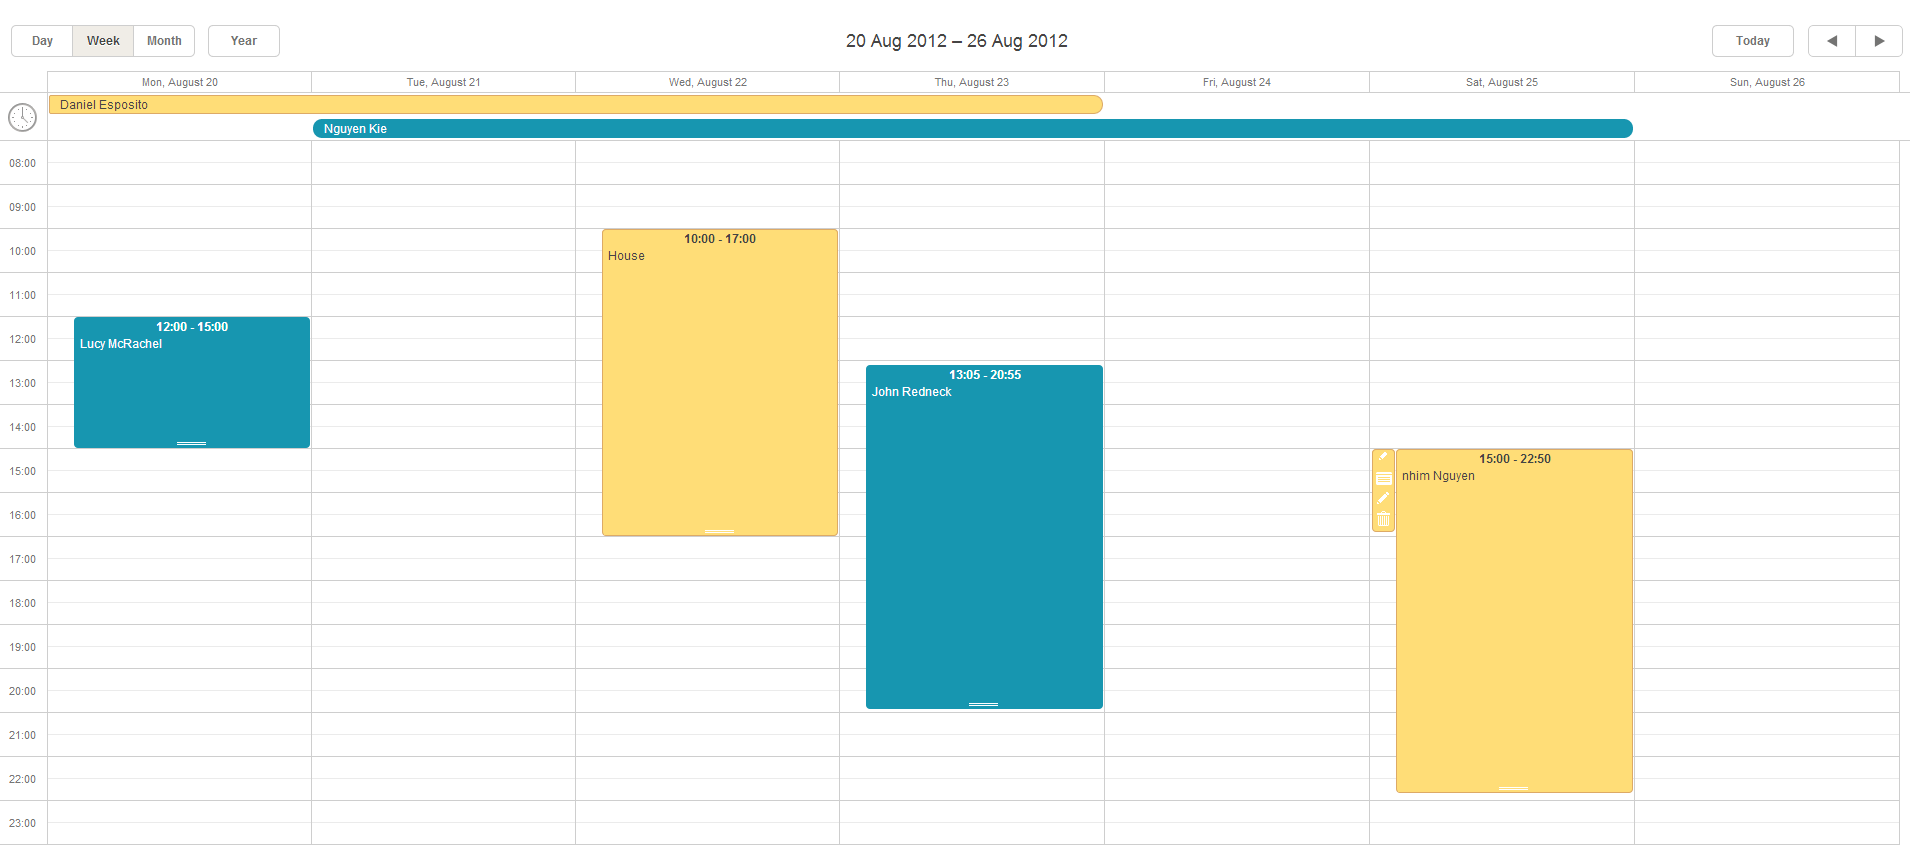 Day Week Month Year 20 Aug 2012 – 26 Aug 2012 Today
Mon, August 20 Tue, August 21 Wed, August 22 Thu, August 23 Fri, August 24 Sat, August 25 Sun, August 26
Daniel Esposito
Nguyen Kie
08:00
09:00
10:00 - 17:00
10:00 House
11:00
12:00 - 15:00
12:00 Lucy McRachel
13:05 - 20:55
13:00 John Redneck
14:00
15:00 - 22:50
15:00 nhim Nguyen
16:00
17:00
18:00
19:00
20:00
21:00
22:00
23:00